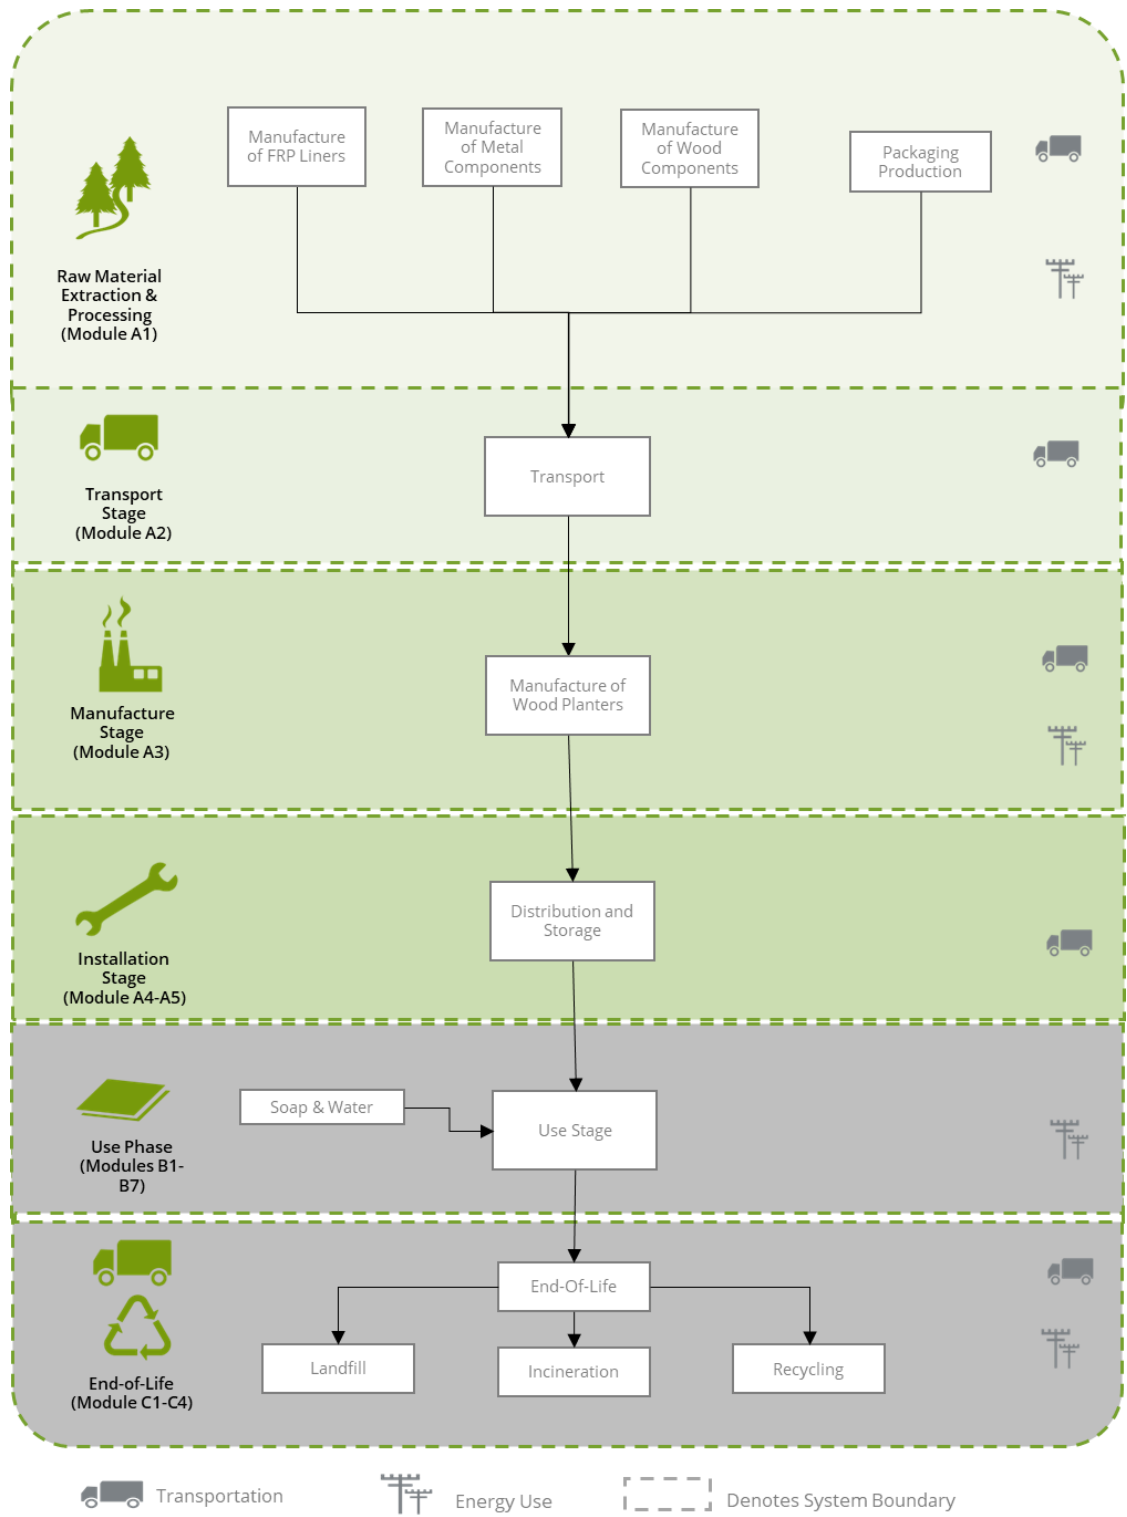 Manufacture
of FRP Liners
Manufacture
of Metal
Components
Manufacture
of Wood
Components
Packaging
Production
Raw Material
Extraction &
Processing
(Module A1)
Transport
Stage
(Module A2)
Transport
Manufacture
Stage
(Module A3)
Manufacture of
Wood Planters
Installation
Stage
(Module A4-A5)
Distribution and
Storage
Use Phase
(Modules B1-
B7)
Soap & Water
Use Stage
End-of-Life
(Module C1-C4)
End-Of-Life
Landfill
Incineration
Recycling
Transportation
Energy Use
Denotes System Boundary